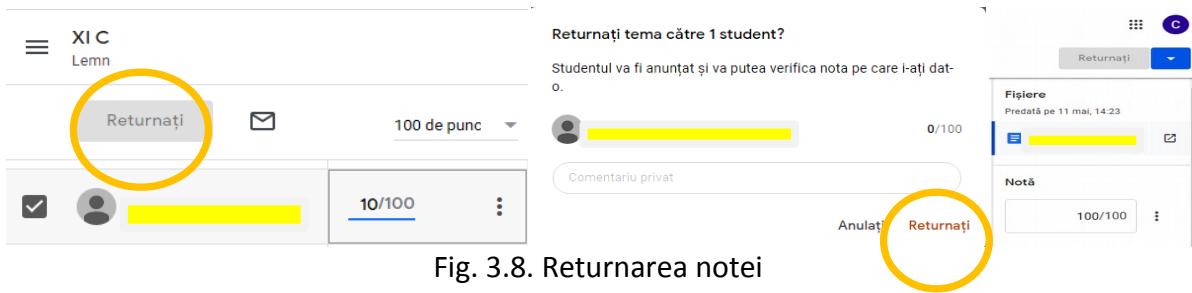 XI C
Lemn
Returnați
100 de punc
10/100
Returnați tema către 1 student?
Studentul va fi anunțat și va putea verifica nota pe care i-ați dat-
o.
0/100
Comentariu privat
Anulați
Returnați
C
Returnați
Fișiere
Predată pe 11 mai, 14:23
Notă
100/100
Fig. 3.8. Returnarea notei